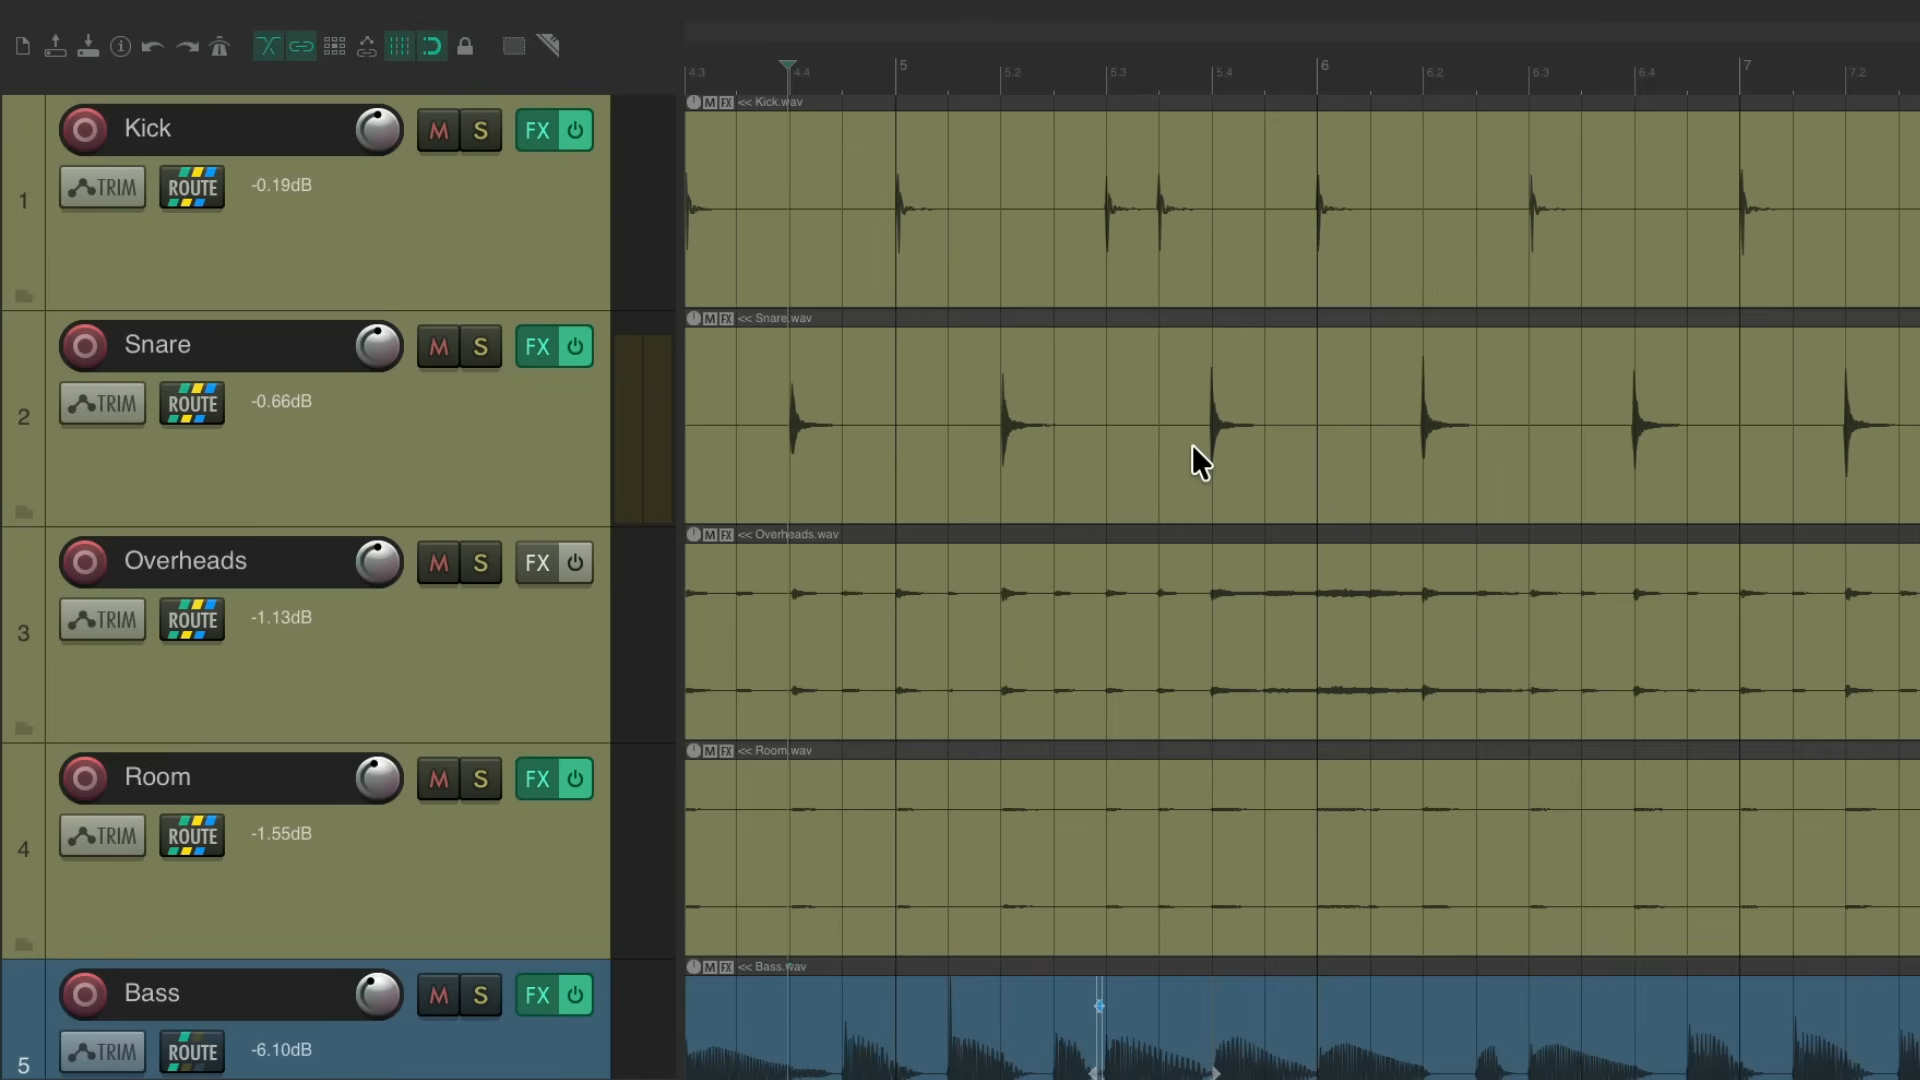 4.3 4.4 5 5.2 5.3 5.4 6 6.2 6.3 6.4 7 7.2
1 Kick M S FX
TRIM ROUTE -0.19dB
M FX << Kick.wav
2 Snare M S FX
TRIM ROUTE -0.66dB
M FX << Snare.wav
3 Overheads M S FX
TRIM ROUTE -1.13dB
M FX << Overheads.wav
4 Room M S FX
TRIM ROUTE -1.55dB
M FX << Room.wav
5 Bass M S FX
TRIM ROUTE -6.10dB
M FX << Bass.wav